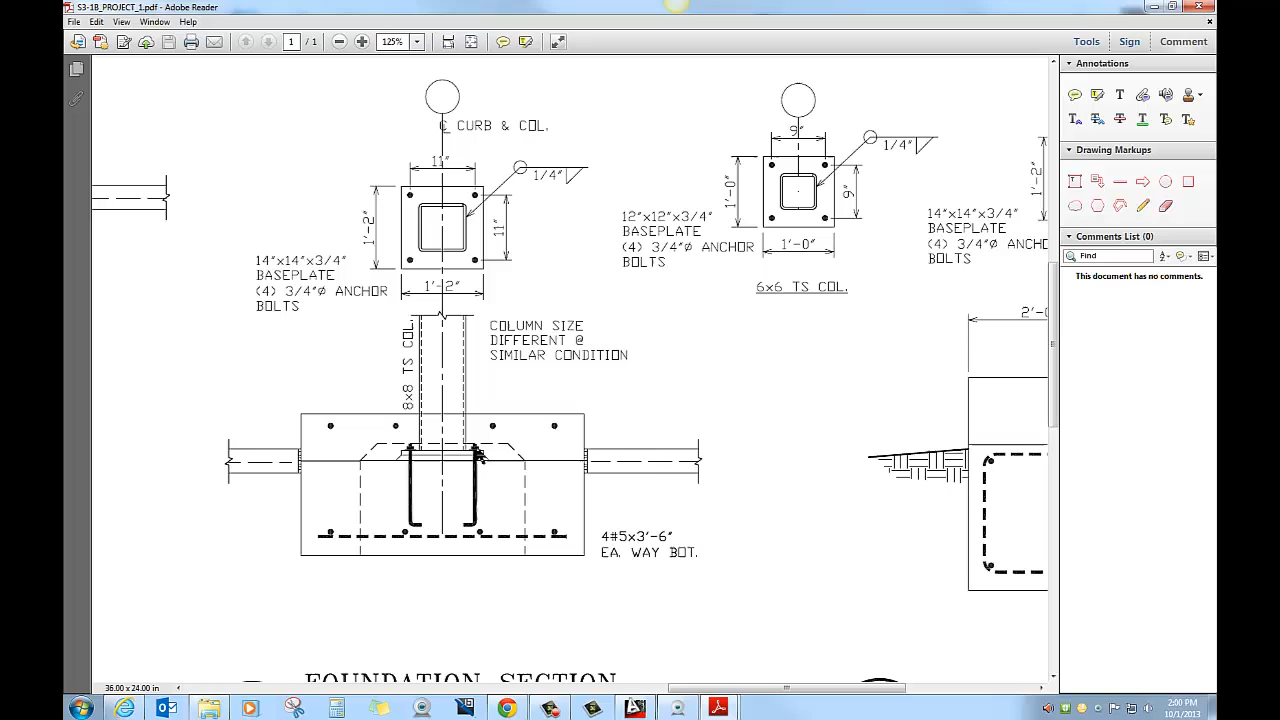 S3-1B_PROJECT_1.pdf - Adobe Reader
File Edit View Window Help
1 / 1 125% Tools Sign Comment
Annotations
Drawing Markups
Comments List (0)
Find
This document has no comments.
℄ CURB & COL.
11"
1/4"
1'-2"
11"
14"x14"x3/4"
BASEPLATE
(4) 3/4"Ø ANCHOR
BOLTS
1'-2"
8x8 TS COL.
COLUMN SIZE
DIFFERENT @
SIMILAR CONDITION
4#5x3'-6"
EA. WAY BOT.
9"
1/4"
1'-0"
9"
12"x12"x3/4"
BASEPLATE
(4) 3/4"Ø ANCHOR
BOLTS
1'-0"
6x6 TS COL.
1'-2"
14"x14"x3/4"
BASEPLATE
(4) 3/4"Ø ANCHO
BOLTS
FOUNDATION SECTION
36.00 x 24.00 in
2:00 PM
10/1/2013